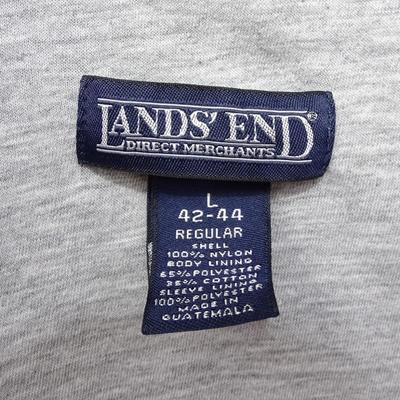 LANDS' END®
DIRECT MERCHANTS
L
42-44
REGULAR
SHELL
100% NYLON
BODY LINING
65% POLYESTER
35% COTTON
SLEEVE LINING
100% POLYESTER
MADE IN
GUATEMALA